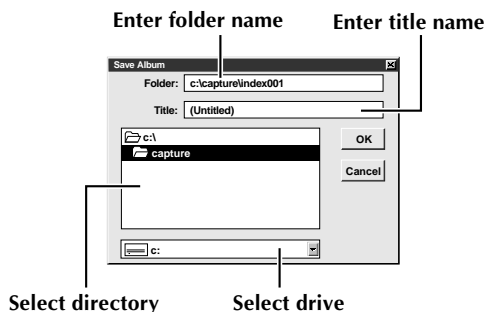 Enter folder name
Enter title name
Save Album
Folder: c:\capture\index001
Title: (Untitled)
c:\
OK
capture
Cancel
c:
Select directory
Select drive